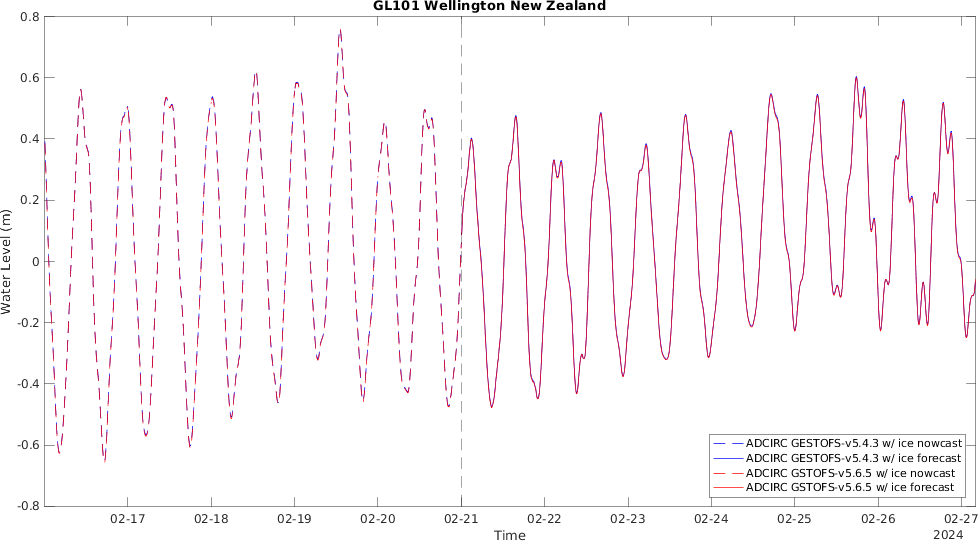 GL101 Wellington New Zealand
0.8
0.6
0.4
0.2
0
-0.2
-0.4
-0.6
-0.8
Water Level (m)
ADCIRC GESTOFS-v5.4.3 w/ ice nowcast
ADCIRC GESTOFS-v5.4.3 w/ ice forecast
ADCIRC GSTOFS-v5.6.5 w/ ice nowcast
ADCIRC GSTOFS-v5.6.5 w/ ice forecast
02-17 02-18 02-19 02-20 02-21 02-22 02-23 02-24 02-25 02-26 02-27
Time
2024